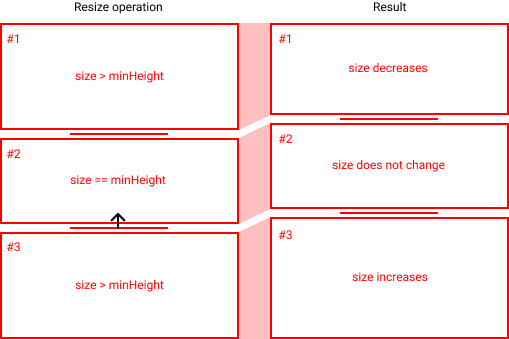 Resize operation
Result
#1
size > minHeight
#1
size decreases
#2
size == minHeight
#2
size does not change
#3
size > minHeight
#3
size increases